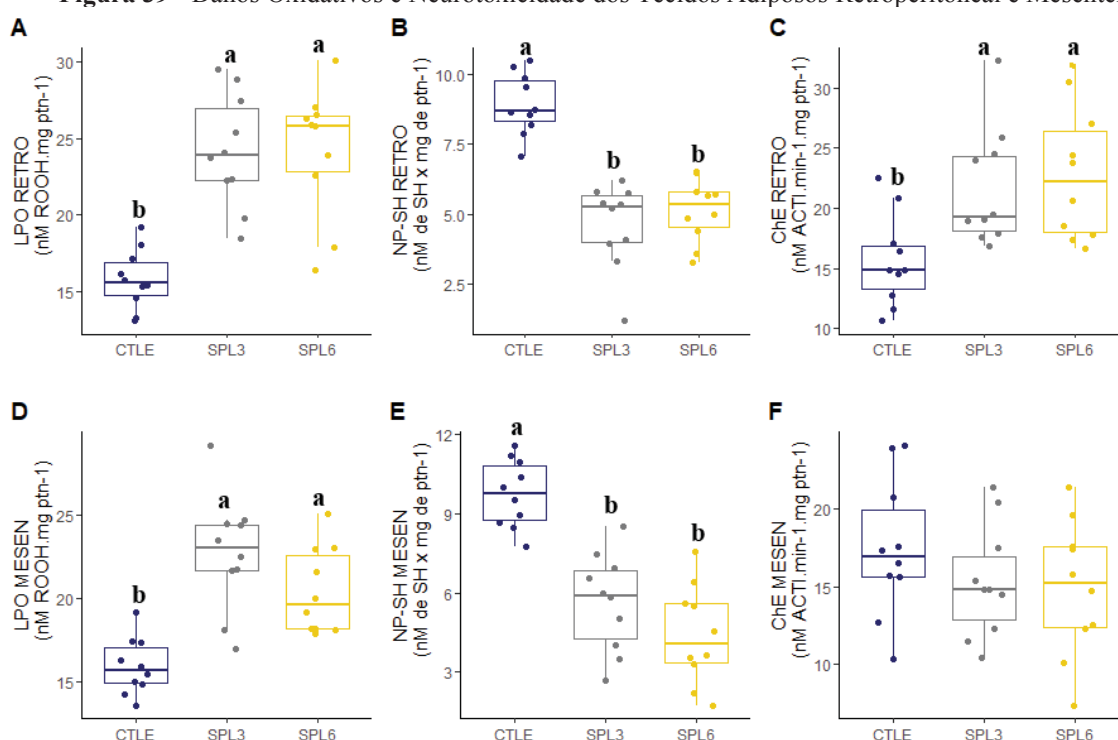 Figura 39 - Danos Oxidativos e Neurotoxicidade dos Tecidos Adiposos Retroperitoneal e Mesenter
A
LPO RETRO
(nM ROOH.mg ptn-1)
30
25
20
15
b
a
a
CTLE
SPL3
SPL6
B
NP-SH RETRO
(nM de SH x mg de ptn-1)
10.0
7.5
5.0
2.5
a
b
b
CTLE
SPL3
SPL6
C
ChE RETRO
(nM ACTI.min-1.mg ptn-1)
30
25
20
15
10
b
a
a
CTLE
SPL3
SPL6
D
LPO MESEN
(nM ROOH.mg ptn-1)
25
20
15
b
a
a
CTLE
SPL3
SPL6
E
NP-SH MESEN
(nM de SH x mg de ptn-1)
12
9
6
3
a
b
b
CTLE
SPL3
SPL6
F
ChE MESEN
(nM ACTI.min-1.mg ptn-1)
20
15
10
CTLE
SPL3
SPL6